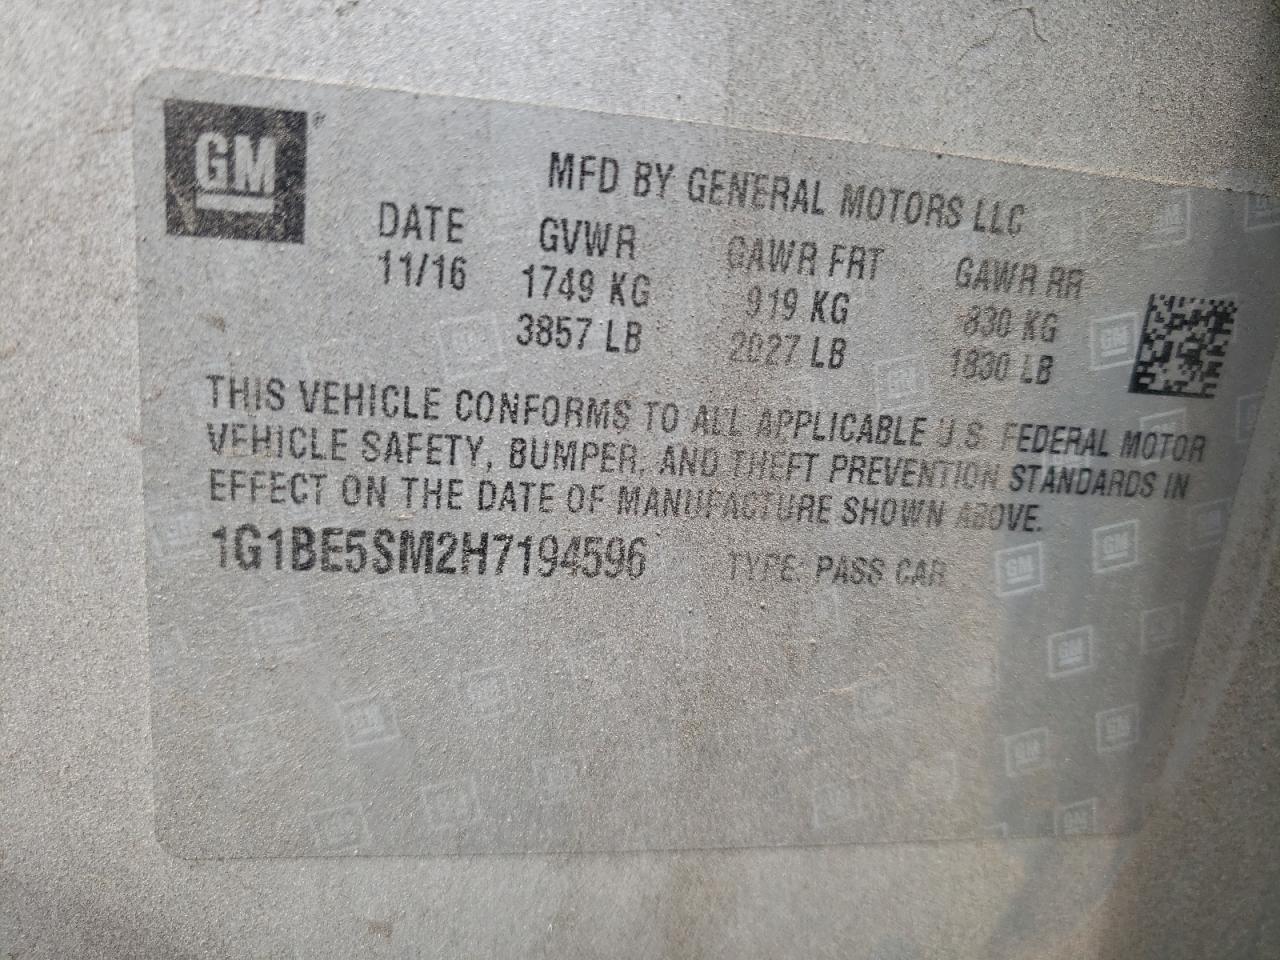 GM
MFD BY GENERAL MOTORS LLC
DATE GVWR GAWR FRT GAWR RR
11/16 1749 KG 919 KG 830 KG
3857 LB 2027 LB 1830 LB
THIS VEHICLE CONFORMS TO ALL APPLICABLE U.S. FEDERAL MOTOR
VEHICLE SAFETY, BUMPER, AND THEFT PREVENTION STANDARDS IN
EFFECT ON THE DATE OF MANUFACTURE SHOWN ABOVE.
1G1BE5SM2H7194596 TYPE: PASS CAR